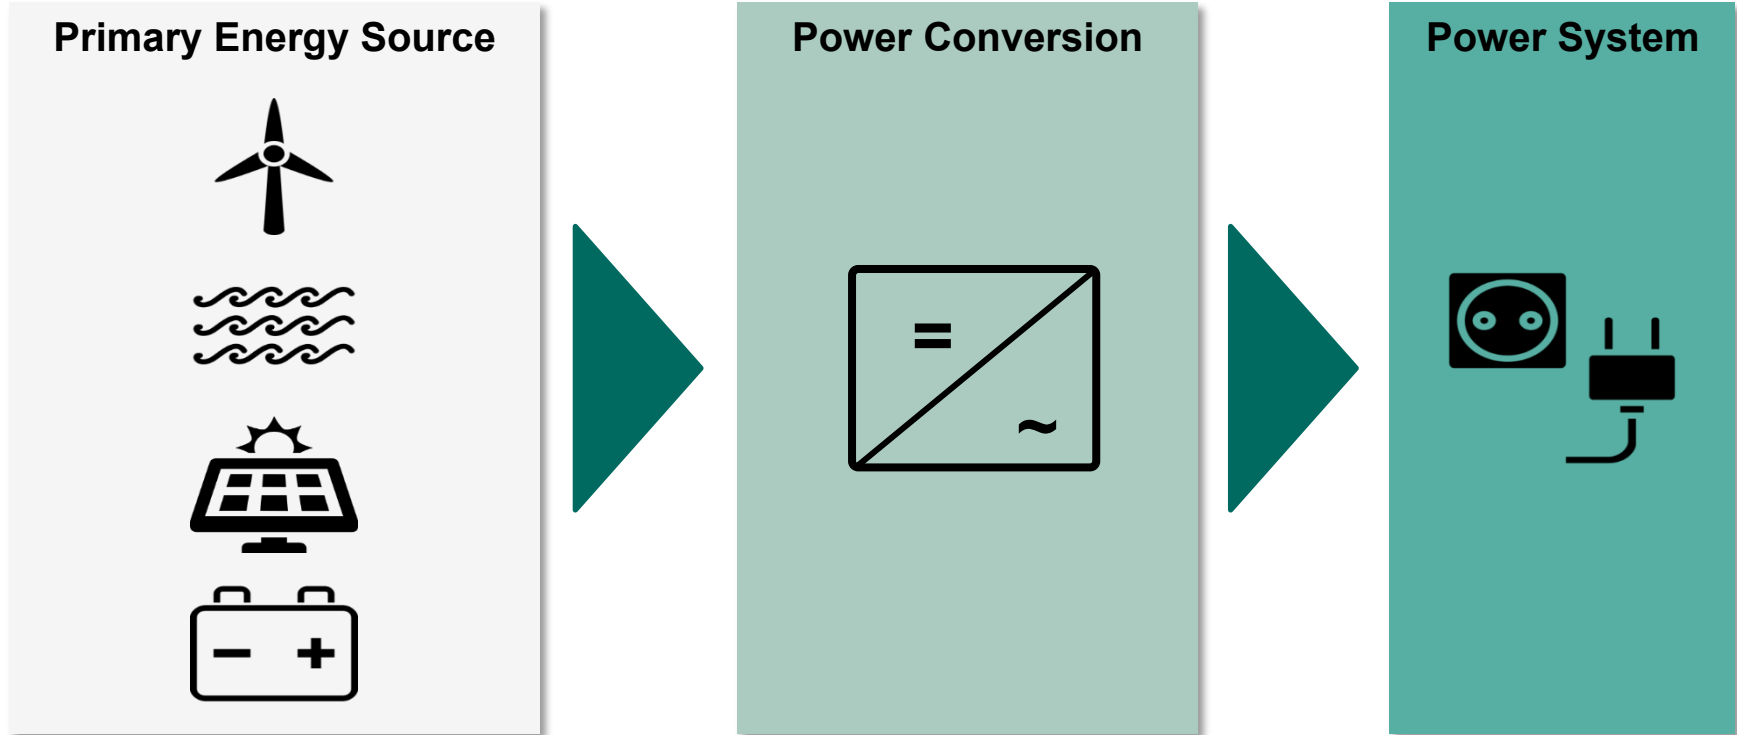 Primary Energy Source
Power Conversion
Power System
=
~
− +